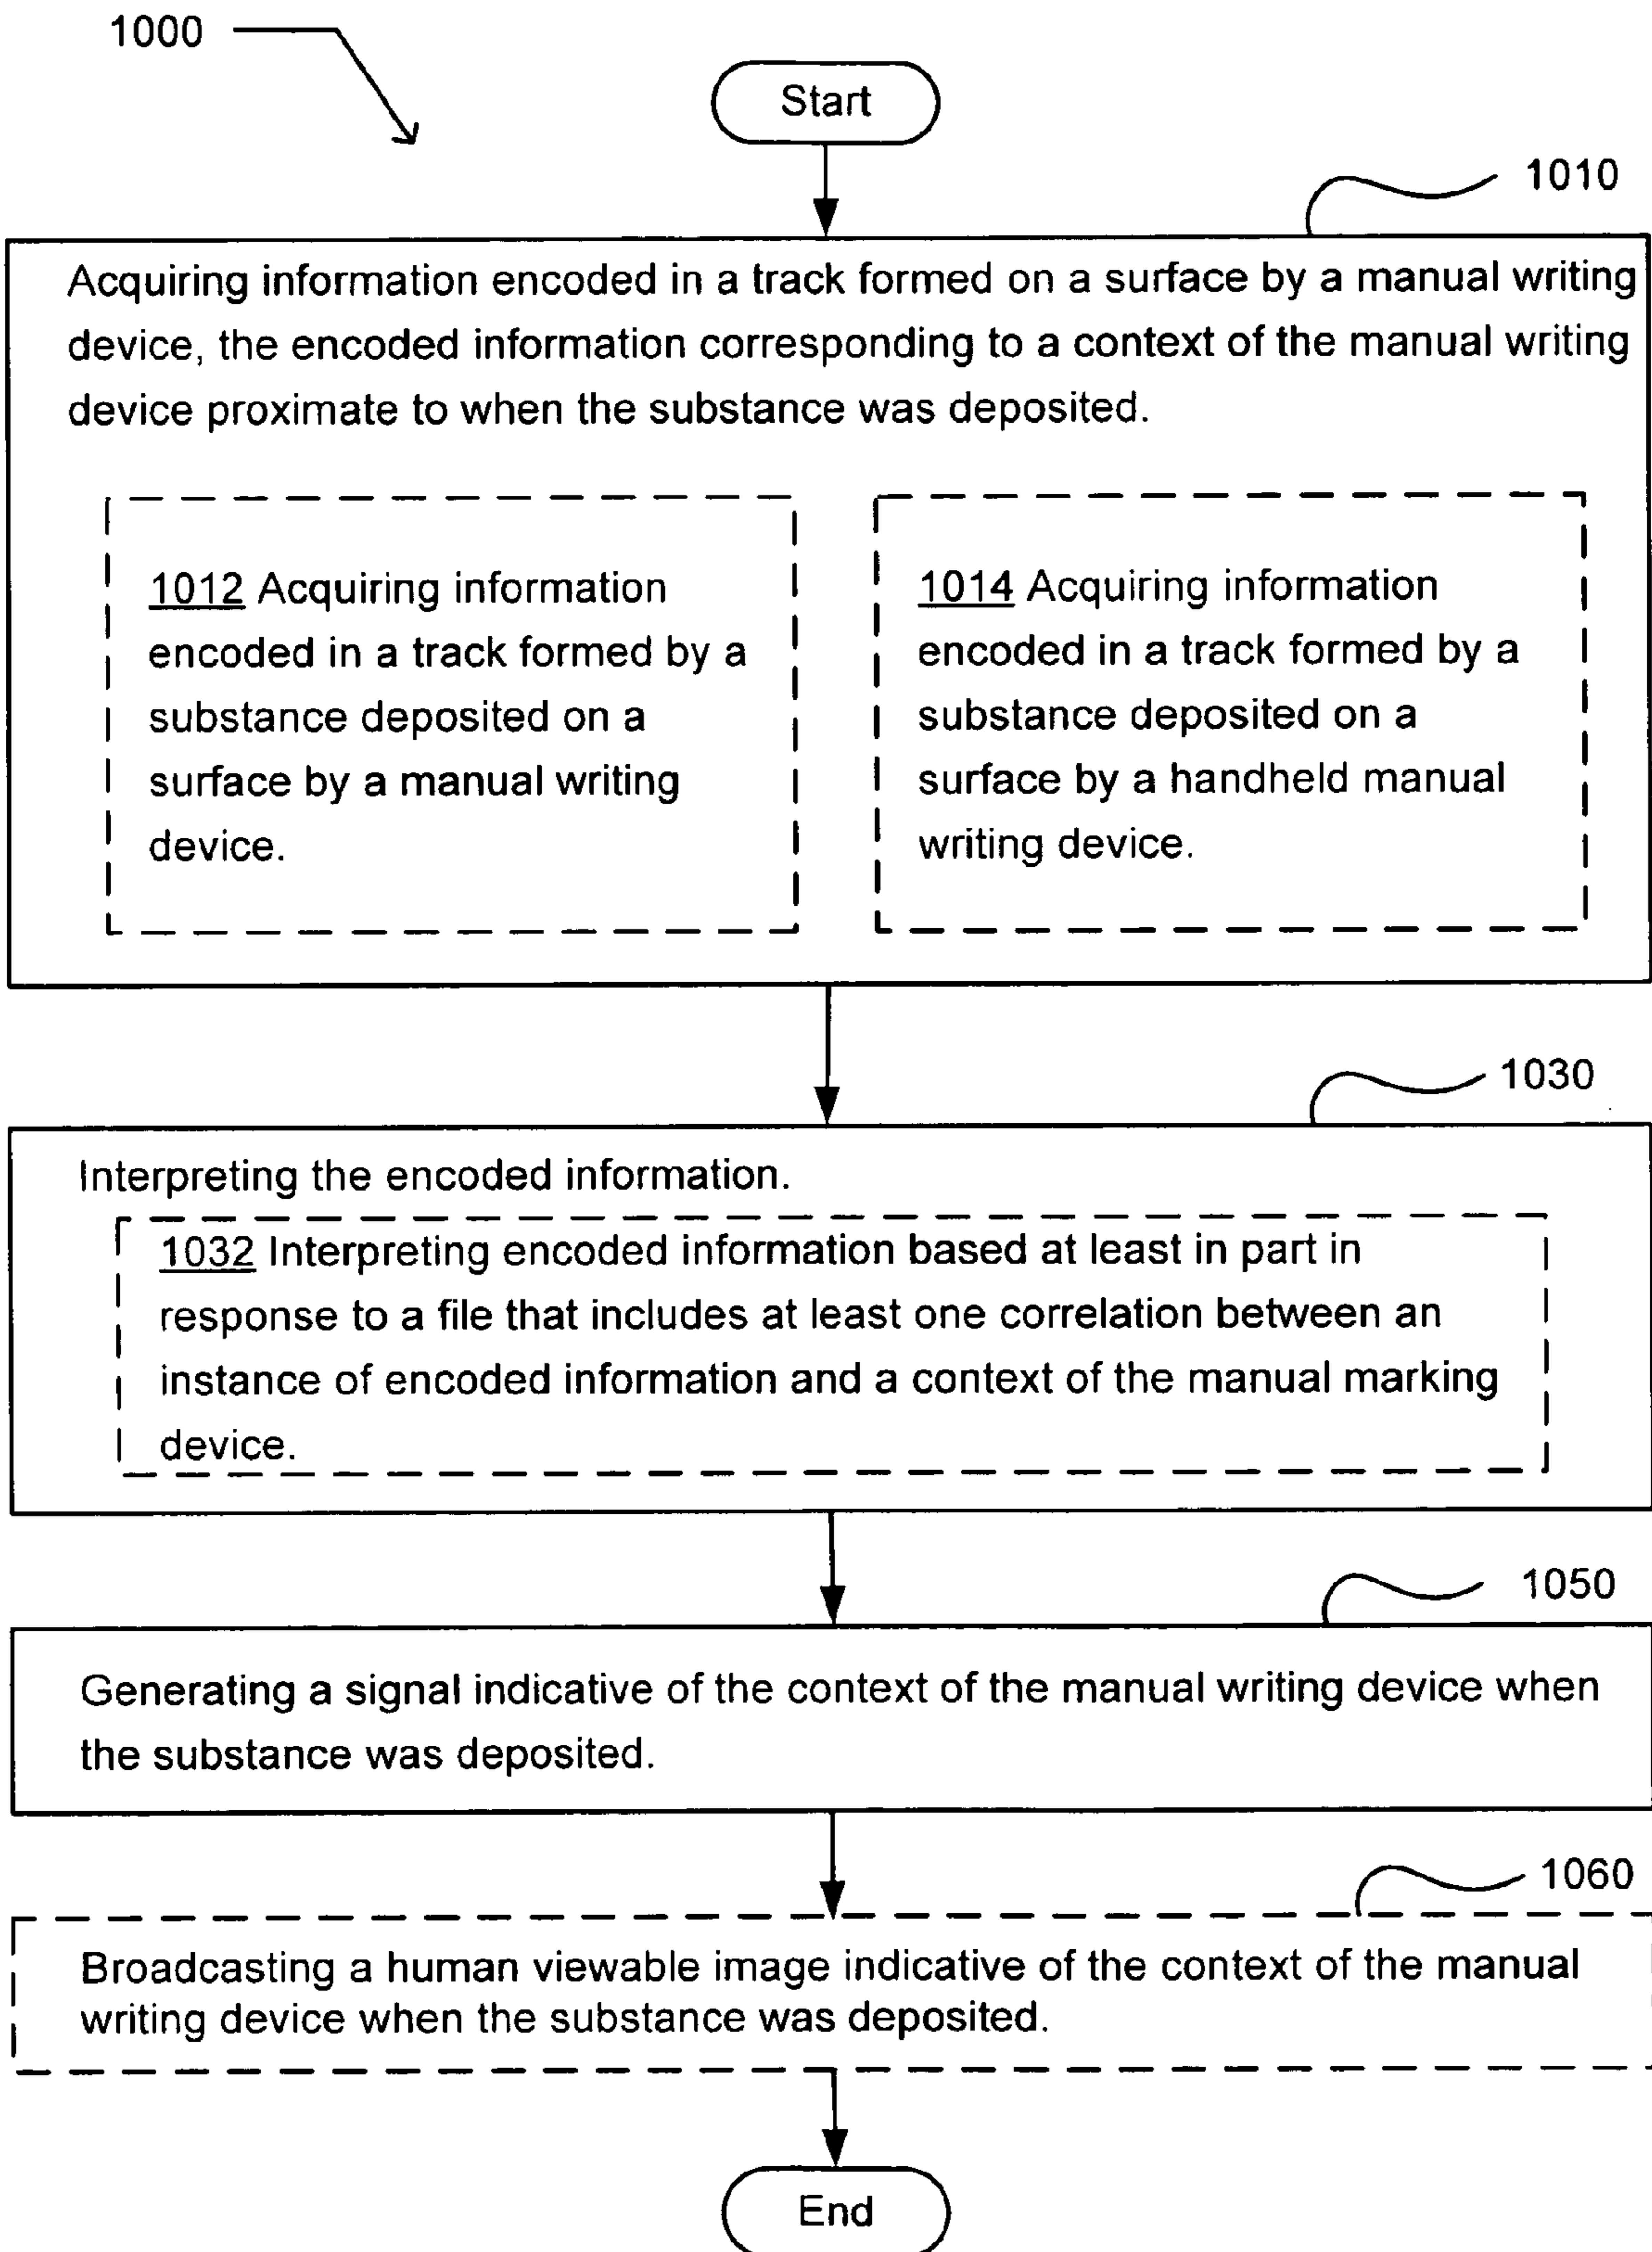 1000
Start
1010
Acquiring information encoded in a track formed on a surface by a manual writing
device, the encoded information corresponding to a context of the manual writing
device proximate to when the substance was deposited.
1012 Acquiring information
encoded in a track formed by a
substance deposited on a
surface by a manual writing
device.
1014 Acquiring information
encoded in a track formed by a
substance deposited on a
surface by a handheld manual
writing device.
1030
Interpreting the encoded information.
1032 Interpreting encoded information based at least in part in
response to a file that includes at least one correlation between an
instance of encoded information and a context of the manual marking
device.
1050
Generating a signal indicative of the context of the manual writing device when
the substance was deposited.
1060
Broadcasting a human viewable image indicative of the context of the manual
writing device when the substance was deposited.
End